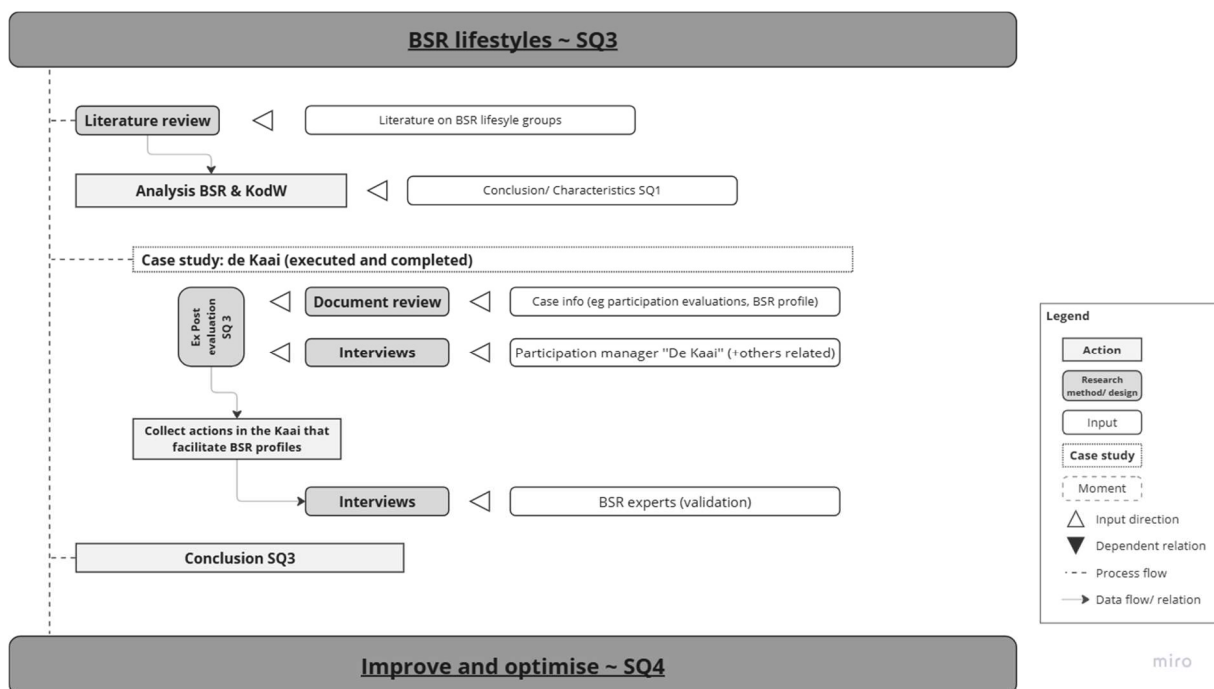 BSR lifestyles ~ SQ3
Literature review
Literature on BSR lifesyle groups
Analysis BSR & KodW
Conclusion/ Characteristics SQ1
Case study: de Kaai (executed and completed)
Ex Post
evaluation
SQ 3
Document review
Case info (eg participation evaluations, BSR profile)
Interviews
Participation manager "De Kaai" (+others related)
Collect actions in the Kaai that
facilitate BSR profiles
Interviews
BSR experts (validation)
Conclusion SQ3
Improve and optimise ~ SQ4
Legend
Action
Research
method/ design
Input
Case study
Moment
Input direction
Dependent relation
Process flow
Data flow/ relation
miro